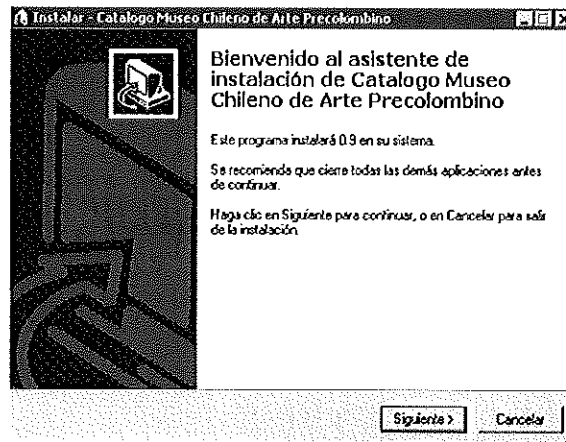 Instalar - Catalogo Museo Chileno de Arte Precolombino
Bienvenido al asistente de
instalación de Catalogo Museo
Chileno de Arte Precolombino
Este programa instalará 0.9 en su sistema.
Se recomienda que cierre todas las demás aplicaciones antes
de continuar.
Haga clic en Siguiente para continuar, o en Cancelar para salir
de la instalación.
Siguiente >
Cancelar